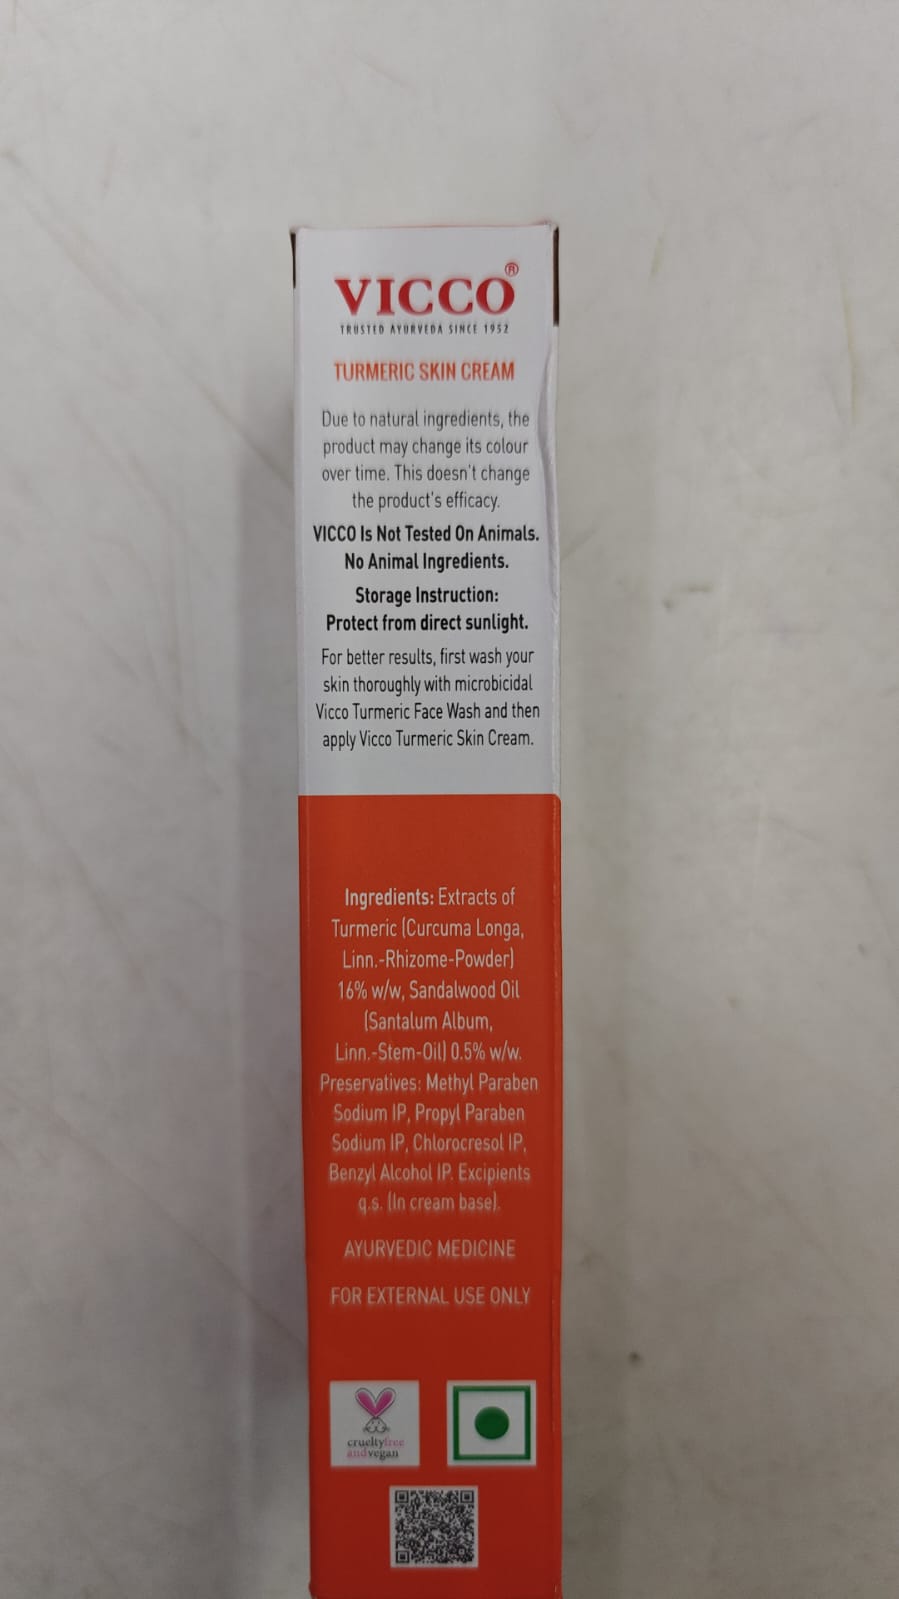 VICCO®
TRUSTED AYURVEDA SINCE 1952
TURMERIC SKIN CREAM
Due to natural ingredients, the
product may change its colour
over time. This doesn't change
the product's efficacy.
VICCO Is Not Tested On Animals.
No Animal Ingredients.
Storage Instruction:
Protect from direct sunlight.
For better results, first wash your
skin thoroughly with microbicidal
Vicco Turmeric Face Wash and then
apply Vicco Turmeric Skin Cream.
Ingredients: Extracts of
Turmeric (Curcuma Longa,
Linn.-Rhizome-Powder)
16% w/w, Sandalwood Oil
(Santalum Album,
Linn.-Stem-Oil) 0.5% w/w.
Preservatives: Methyl Paraben
Sodium IP, Propyl Paraben
Sodium IP, Chlorocresol IP,
Benzyl Alcohol IP. Excipients
q.s. (In cream base).
AYURVEDIC MEDICINE
FOR EXTERNAL USE ONLY
crueltyfree
andvegan